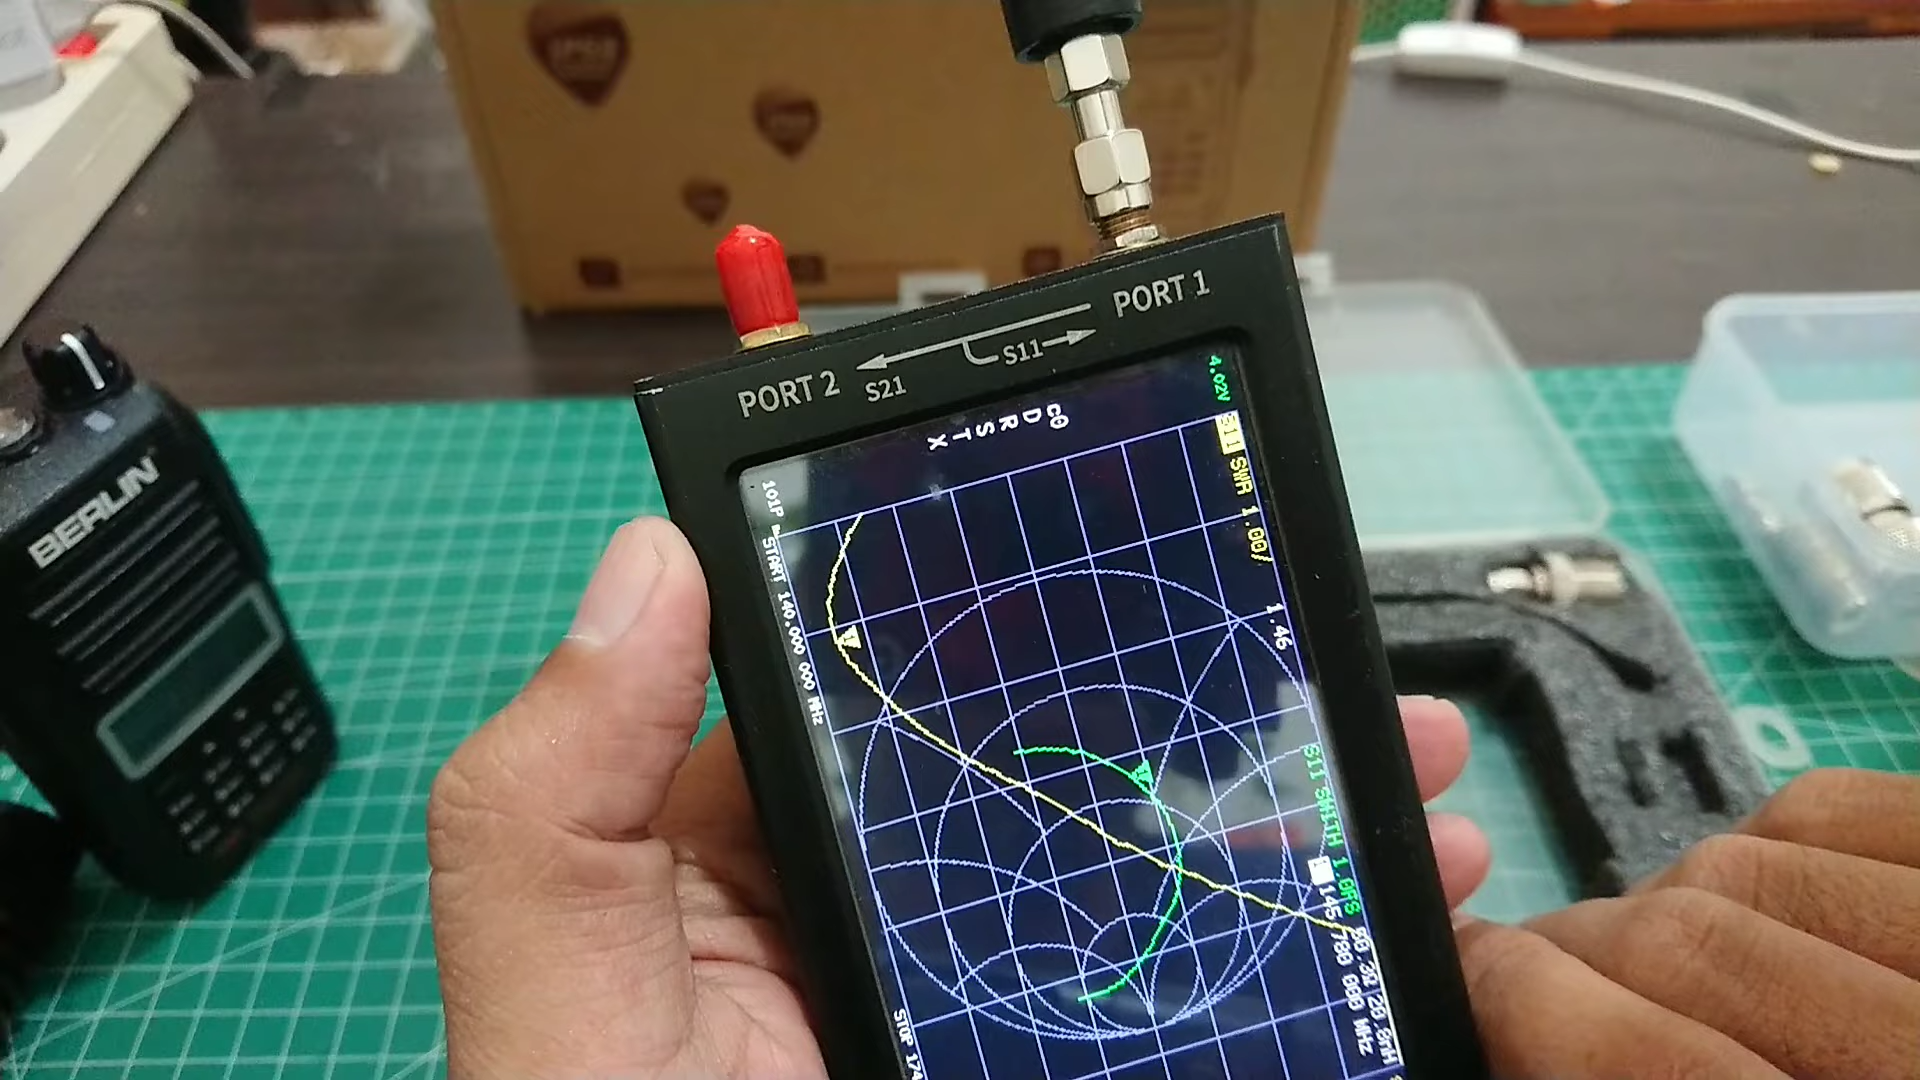 PORT 1
S11
PORT 2
S21
BERLIN
4.02V
C0
D
R
S
T
X
S11 SWR 1.00/ 1.46
S11 SMITH 1.0FS
145.780 000 MHz
101P
START 140.000 000 MHz
STOP 174